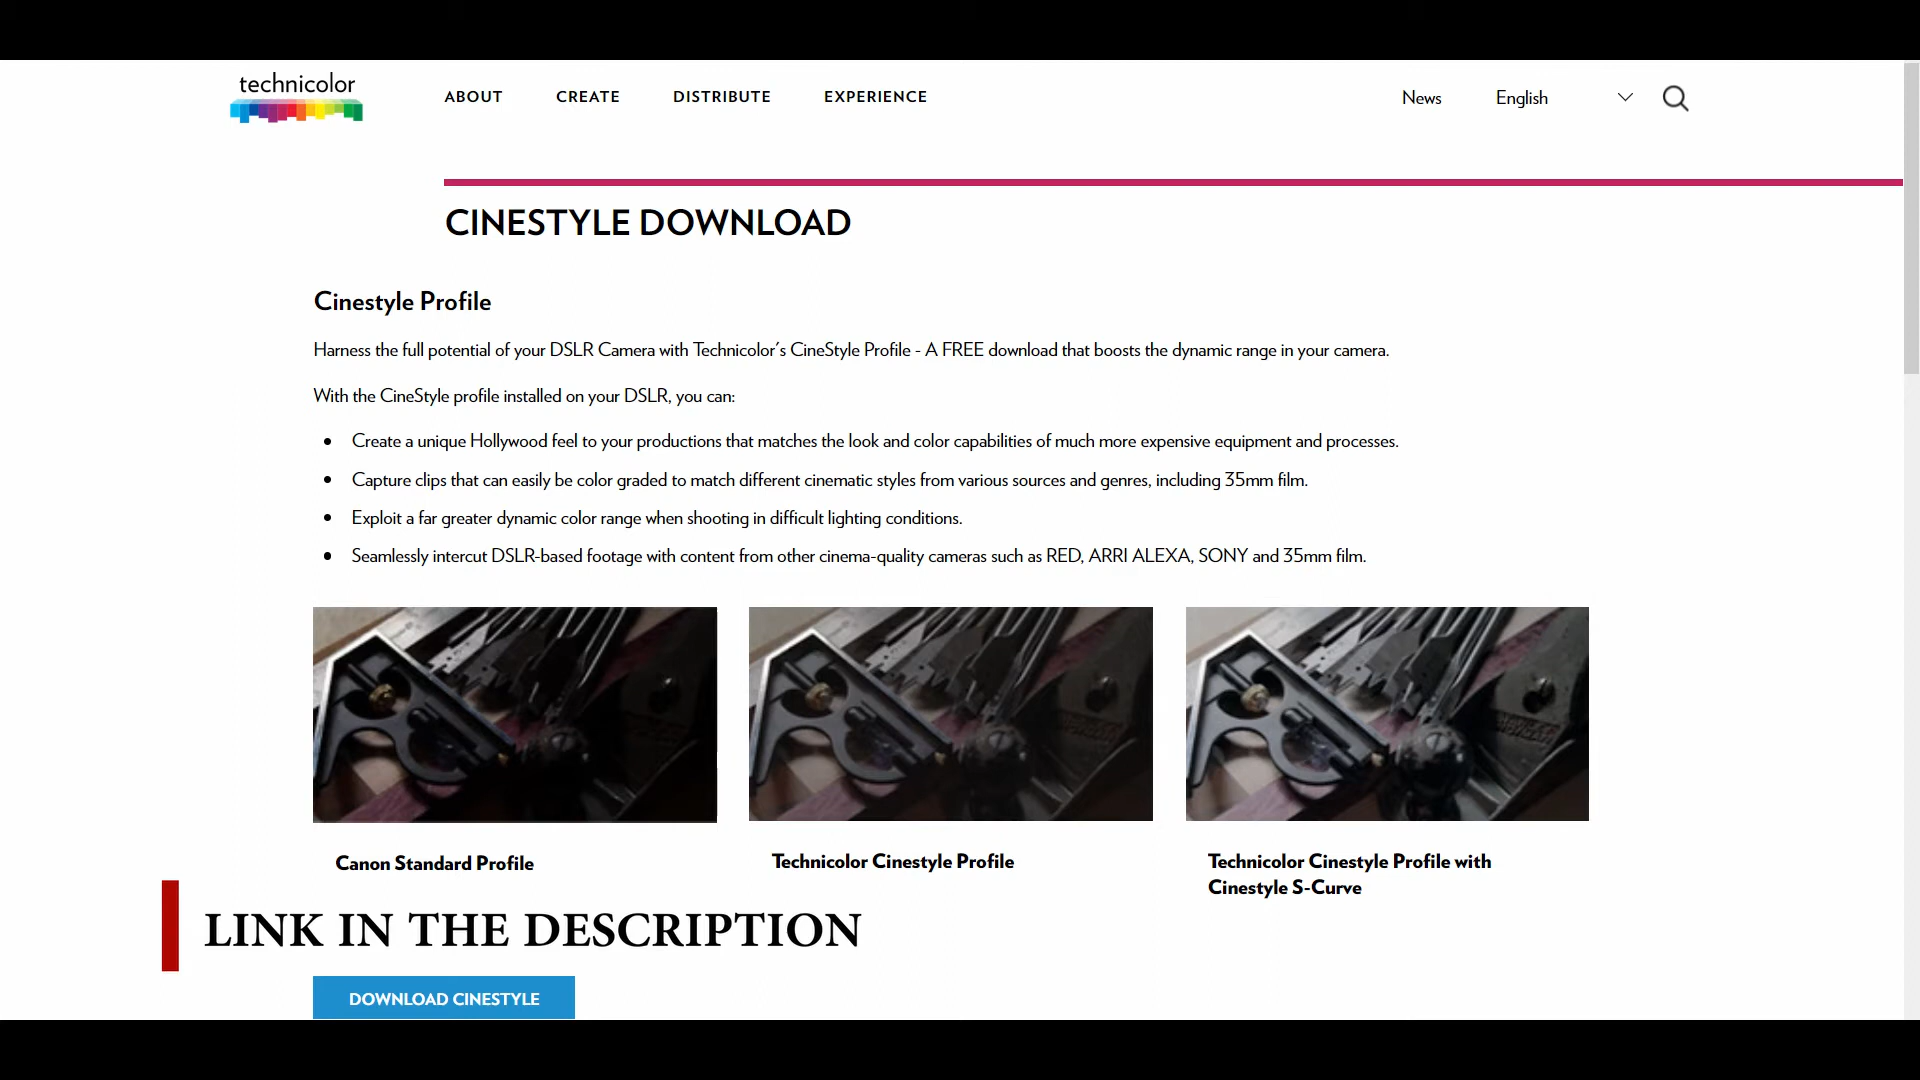 technicolor
ABOUT CREATE DISTRIBUTE EXPERIENCE News English
CINESTYLE DOWNLOAD
Cinestyle Profile
Harness the full potential of your DSLR Camera with Technicolor´s CineStyle Profile - A FREE download that boosts the dynamic range in your camera.
With the CineStyle profile installed on your DSLR, you can:
• Create a unique Hollywood feel to your productions that matches the look and color capabilities of much more expensive equipment and processes.
• Capture clips that can easily be color graded to match different cinematic styles from various sources and genres, including 35mm film.
• Exploit a far greater dynamic color range when shooting in difficult lighting conditions.
• Seamlessly intercut DSLR-based footage with content from other cinema-quality cameras such as RED, ARRI ALEXA, SONY and 35mm film.
Canon Standard Profile
Technicolor Cinestyle Profile
Technicolor Cinestyle Profile with
Cinestyle S-Curve
LINK IN THE DESCRIPTION
DOWNLOAD CINESTYLE